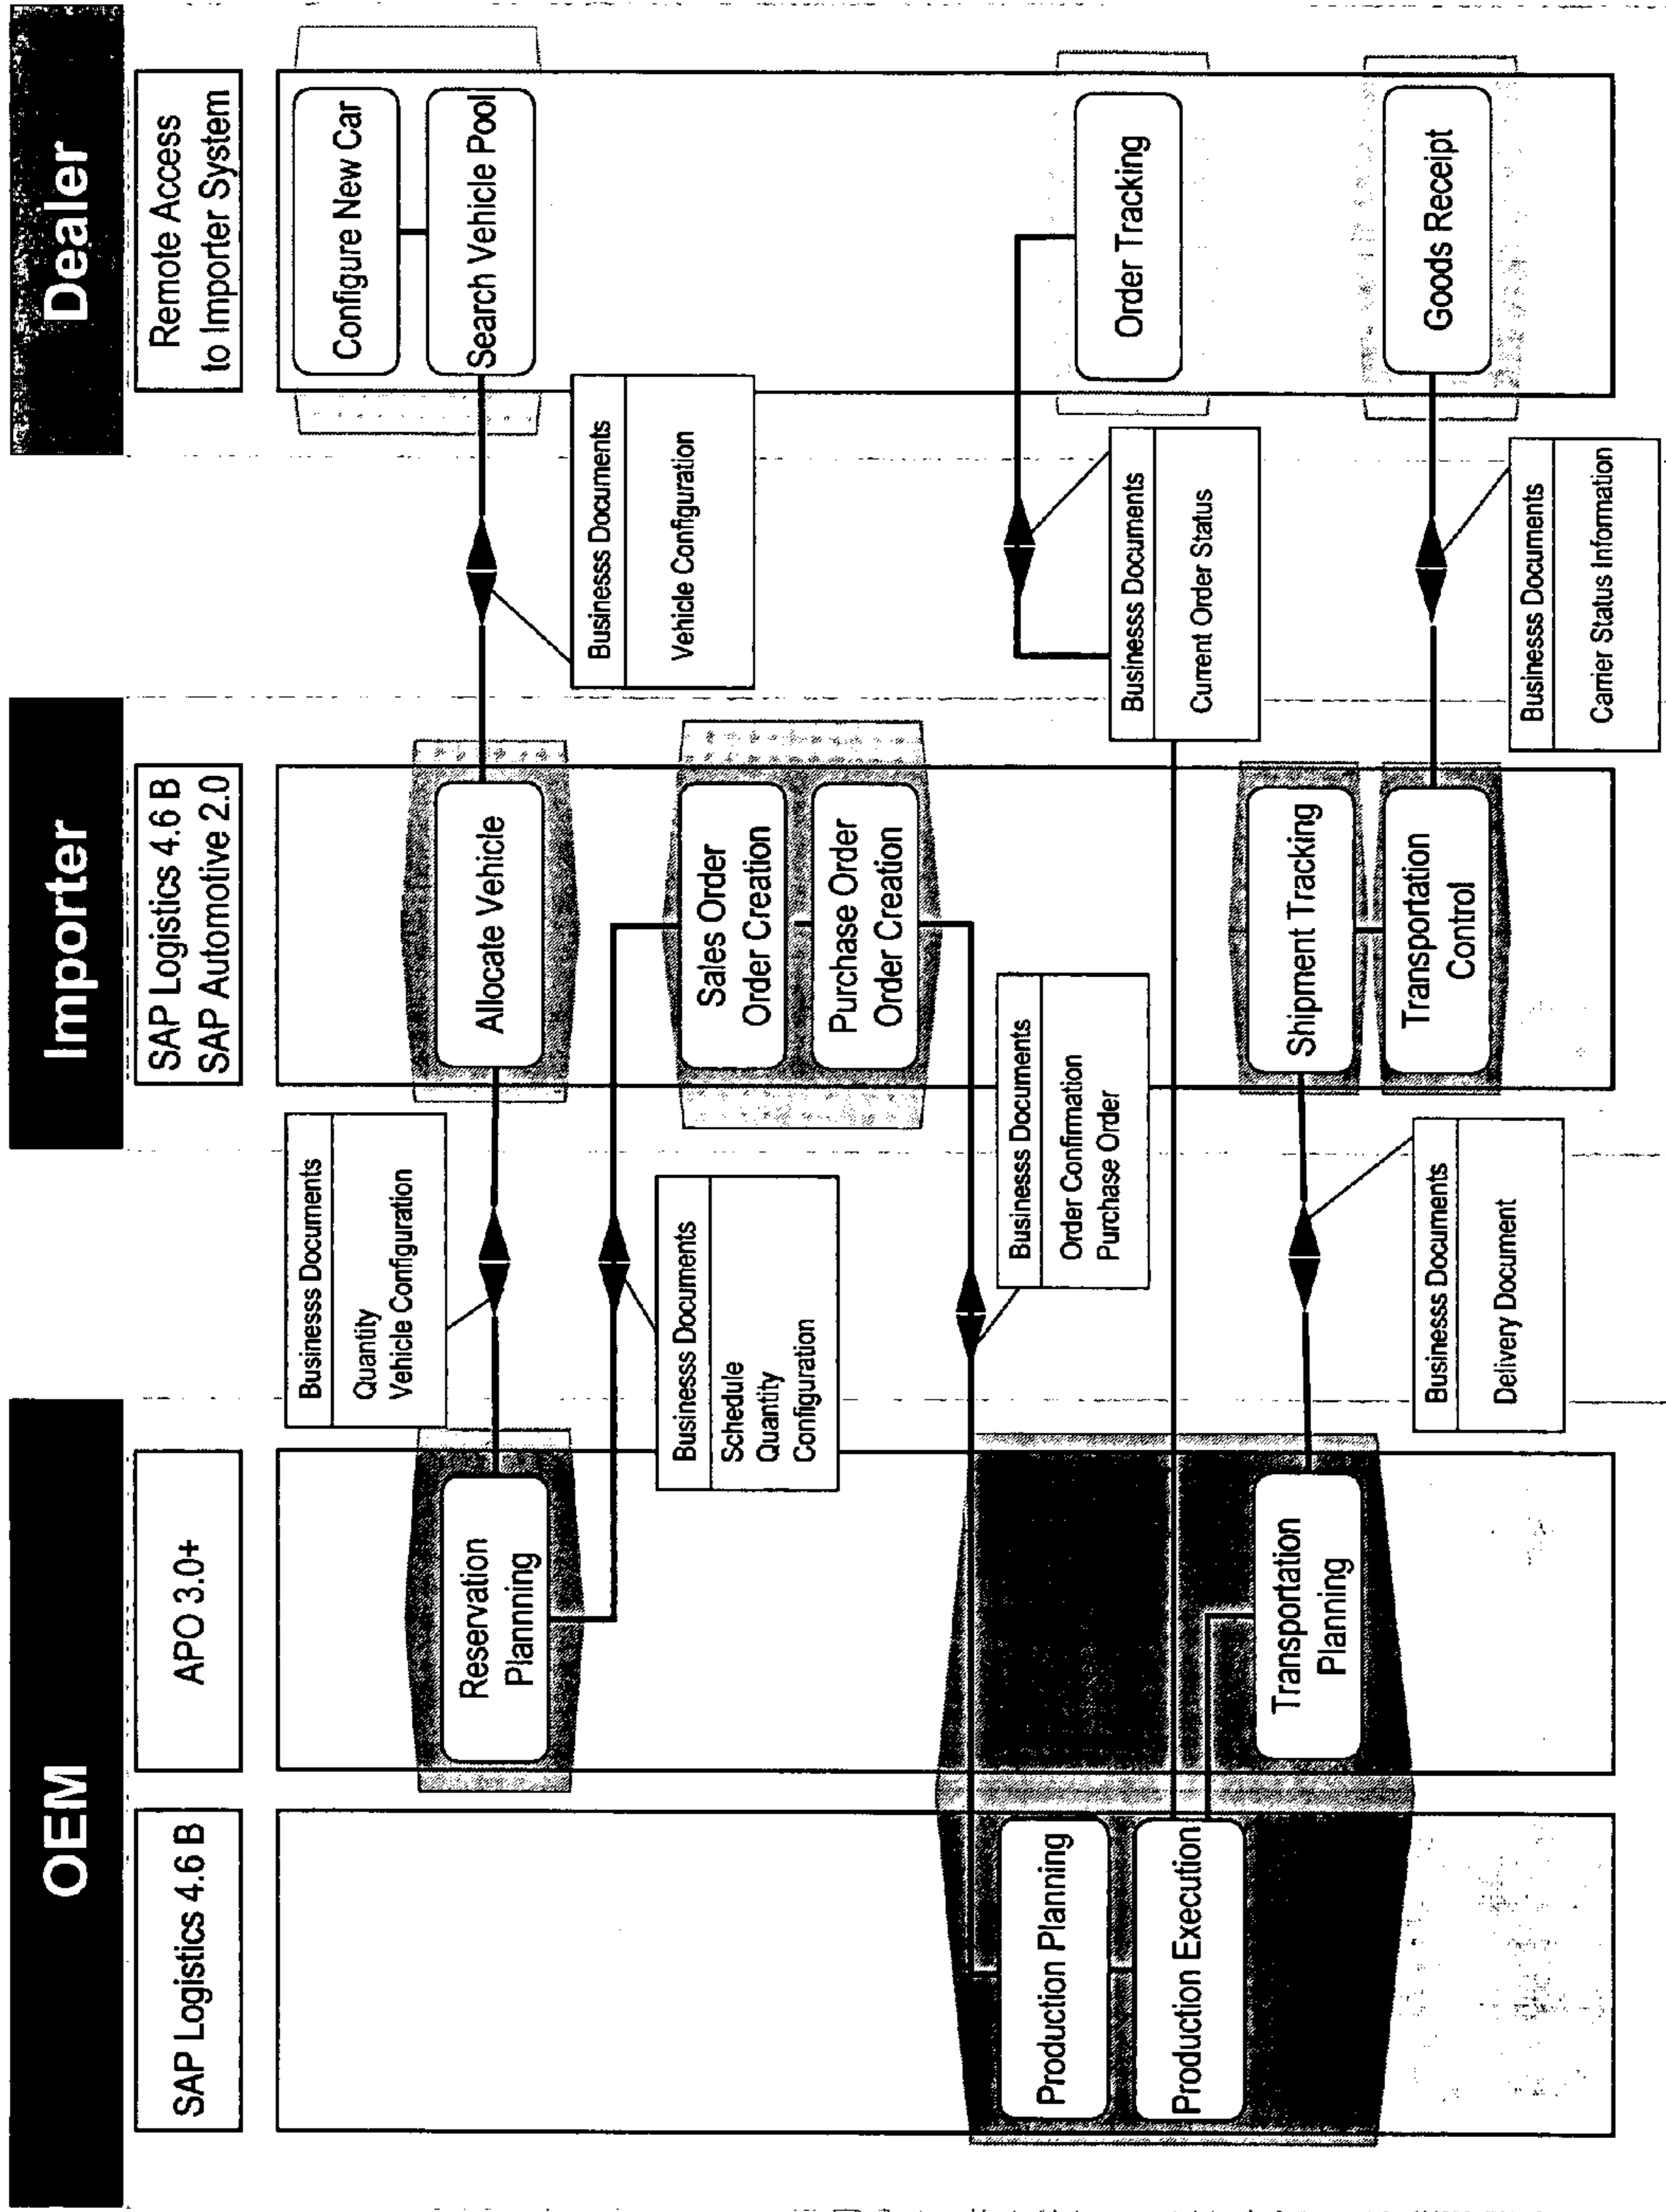 OEM
Importer
Dealer
SAP Logistics 4.6 B
APO 3.0+
SAP Logistics 4.6 B
SAP Automotive 2.0
Remote Access
to Importer System
Configure New Car
Search Vehicle Pool
Businesss Documents
Quantity
Vehicle Configuration
Reservation
Planning
Allocate Vehicle
Businesss Documents
Vehicle Configuration
Businesss Documents
Schedule
Quantity
Configuration
Sales Order
Order Creation
Purchase Order
Order Creation
Businesss Documents
Order Confirmation
Purchase Order
Production Planning
Production Execution
Businesss Documents
Current Order Status
Order Tracking
Transportation
Planning
Shipment Tracking
Transportation
Control
Goods Receipt
Businesss Documents
Delivery Document
Businesss Documents
Carrier Status Information